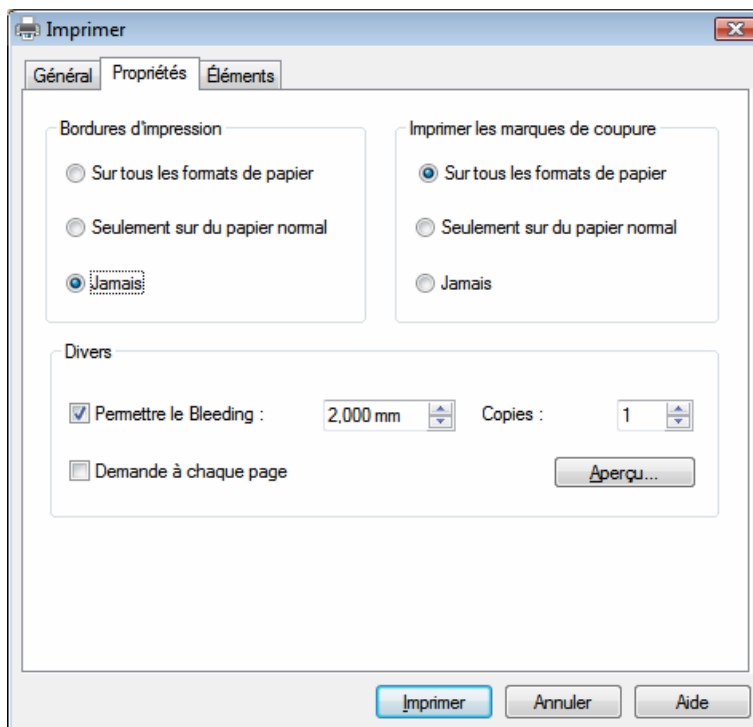 Imprimer
Général Propriétés Éléments
Bordures d'impression
Sur tous les formats de papier
Seulement sur du papier normal
Jamais
Imprimer les marques de coupure
Sur tous les formats de papier
Seulement sur du papier normal
Jamais
Divers
Permettre le Bleeding : 2,000 mm Copies : 1
Demande à chaque page Aperçu...
Imprimer Annuler Aide